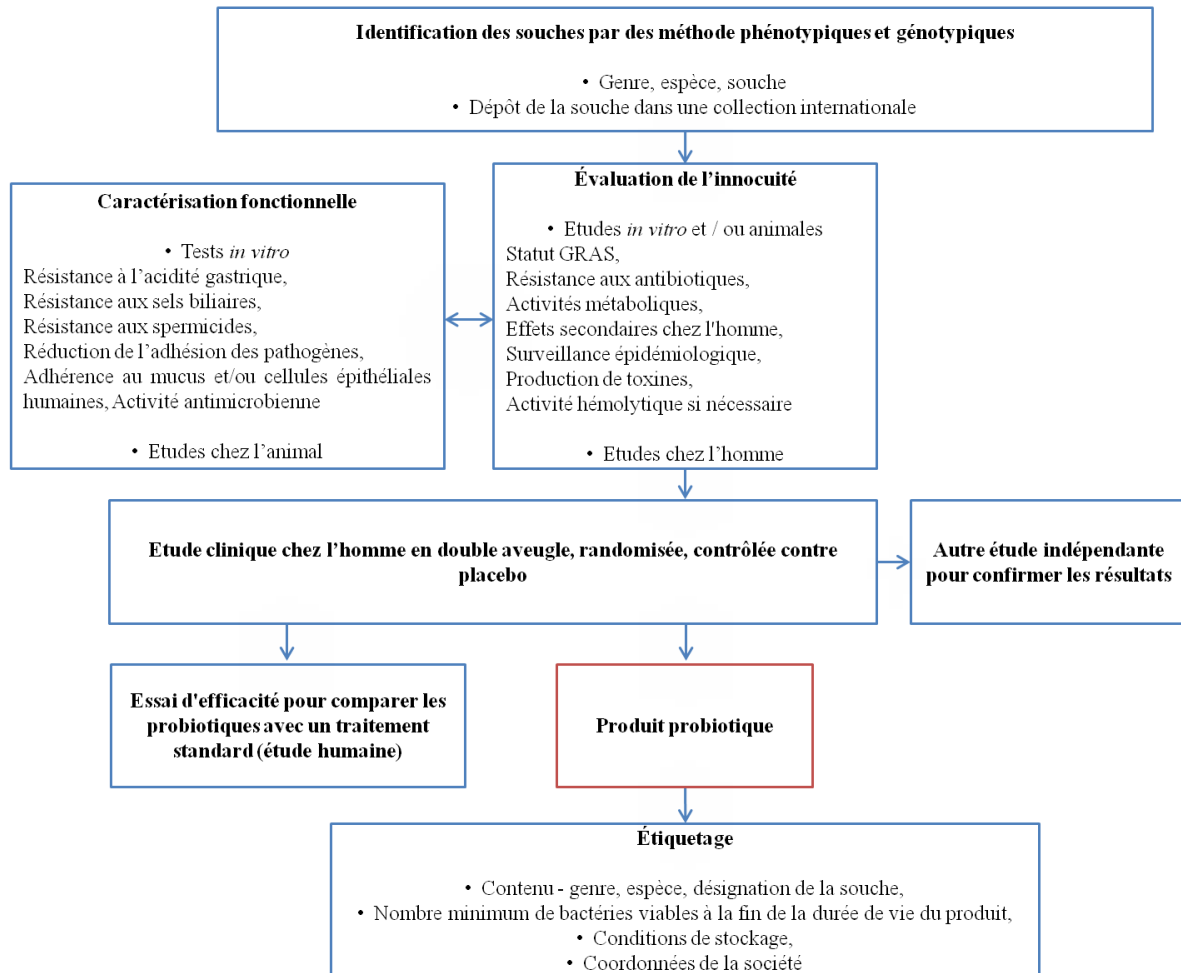 Identification des souches par des méthode phénotypiques et génotypiques
• Genre, espèce, souche
• Dépôt de la souche dans une collection internationale
Caractérisation fonctionnelle
• Tests in vitro
Résistance à l’acidité gastrique,
Résistance aux sels biliaires,
Résistance aux spermicides,
Réduction de l’adhésion des pathogènes,
Adhérence au mucus et/ou cellules épithéliales
humaines, Activité antimicrobienne
• Etudes chez l’animal
Évaluation de l’innocuité
• Etudes in vitro et / ou animales
Statut GRAS,
Résistance aux antibiotiques,
Activités métaboliques,
Effets secondaires chez l'homme,
Surveillance épidémiologique,
Production de toxines,
Activité hémolytique si nécessaire
• Etudes chez l’homme
Etude clinique chez l’homme en double aveugle, randomisée, contrôlée contre
placebo
Autre étude indépendante
pour confirmer les résultats
Essai d'efficacité pour comparer les
probiotiques avec un traitement
standard (étude humaine)
Produit probiotique
Étiquetage
• Contenu - genre, espèce, désignation de la souche,
• Nombre minimum de bactéries viables à la fin de la durée de vie du produit,
• Conditions de stockage,
• Coordonnées de la société